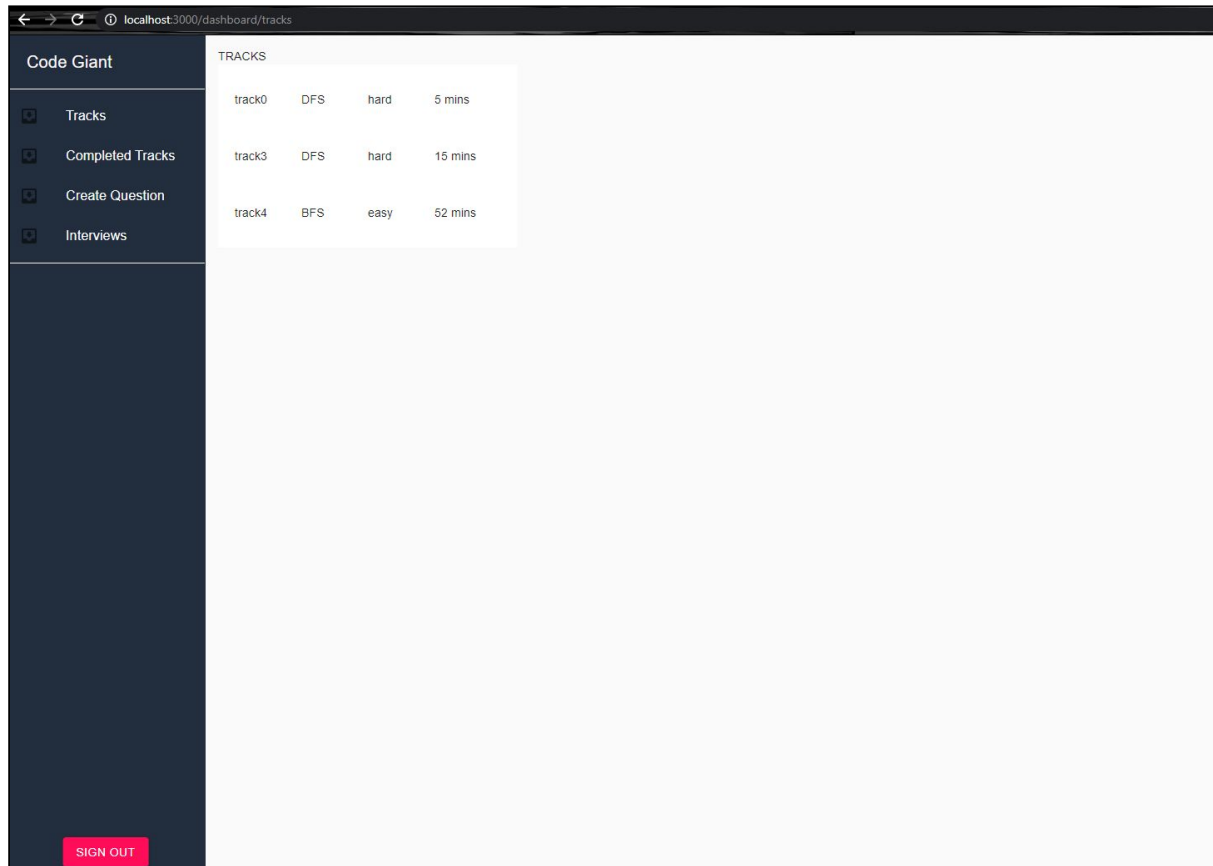 localhost:3000/dashboard/tracks
Code Giant
Tracks
Completed Tracks
Create Question
Interviews
SIGN OUT
TRACKS
track0 DFS hard 5 mins
track3 DFS hard 15 mins
track4 BFS easy 52 mins